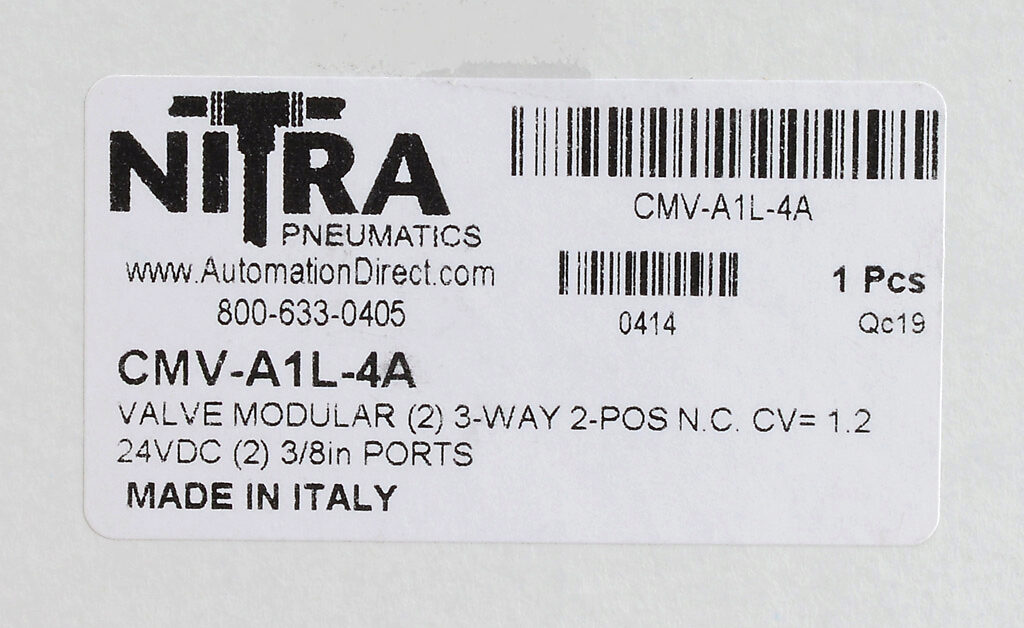 NITRA
PNEUMATICS
www.AutomationDirect.com
800-633-0405
CMV-A1L-4A
0414
1 Pcs
Qc19
CMV-A1L-4A
VALVE MODULAR (2) 3-WAY 2-POS N.C. CV= 1.2
24VDC (2) 3/8in PORTS
MADE IN ITALY